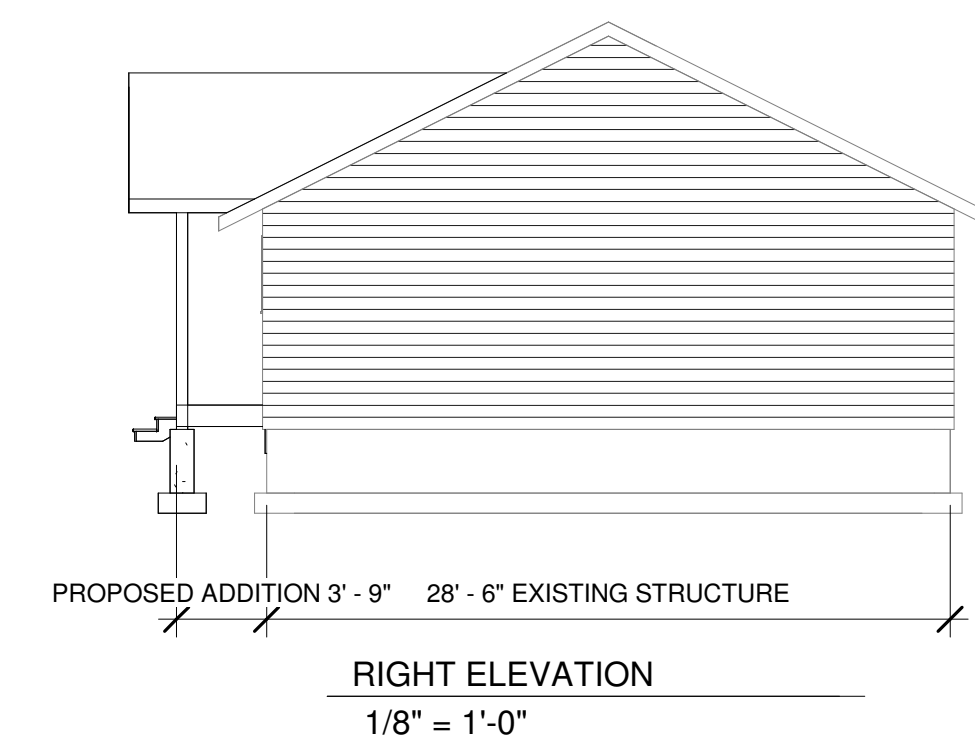 PROPOSED ADDITION 3' - 9" 28' - 6" EXISTING STRUCTURE
RIGHT ELEVATION
1/8" = 1'-0"